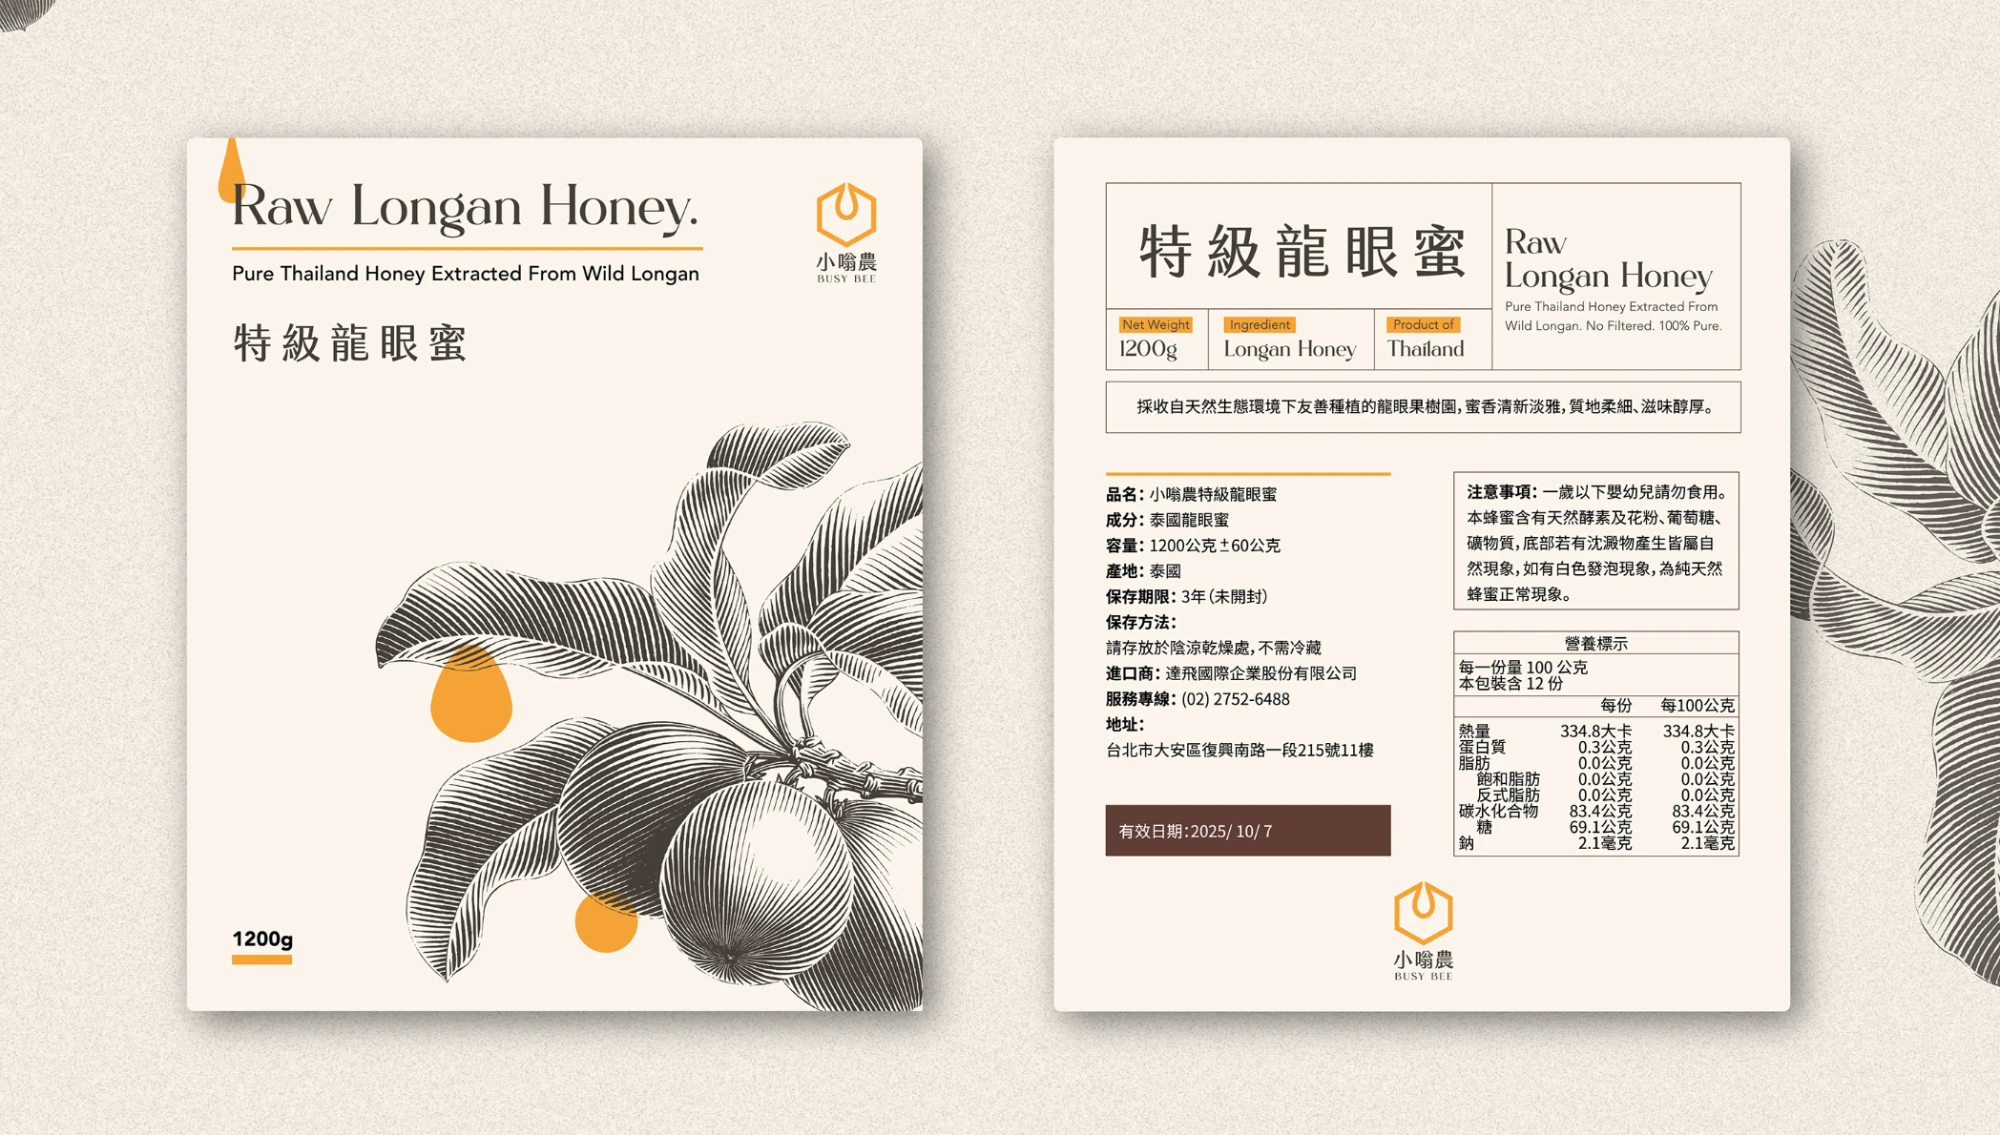 Raw Longan Honey.
Pure Thailand Honey Extracted From Wild Longan
特級龍眼蜜
小嗡農
BUSY BEE
1200g
特級龍眼蜜
Raw
Longan Honey
Pure Thailand Honey Extracted From
Wild Longan. No Filtered. 100% Pure.
Net Weight
1200g
Ingredient
Longan Honey
Product of
Thailand
採收自天然生態環境下友善種植的龍眼果樹園,蜜香清新淡雅,質地柔細、滋味醇厚。
品名:小嗡農特級龍眼蜜
成分:泰國龍眼蜜
容量:1200公克±60公克
產地:泰國
保存期限:3年(未開封)
保存方法:
請存放於陰涼乾燥處,不需冷藏
進口商:達飛國際企業股份有限公司
服務專線:(02) 2752-6488
地址:
台北市大安區復興南路一段215號11樓
有效日期:2025/ 10/ 7
注意事項:一歲以下嬰幼兒請勿食用。
本蜂蜜含有天然酵素及花粉、葡萄糖、
礦物質,底部若有沈澱物產生皆屬自
然現象,如有白色發泡現象,為純天然
蜂蜜正常現象。
營養標示
每一份量 100 公克
本包裝含 12 份
每份 每100公克
熱量 334.8大卡 334.8大卡
蛋白質 0.3公克 0.3公克
脂肪 0.0公克 0.0公克
飽和脂肪 0.0公克 0.0公克
反式脂肪 0.0公克 0.0公克
碳水化合物 83.4公克 83.4公克
糖 69.1公克 69.1公克
鈉 2.1毫克 2.1毫克
小嗡農
BUSY BEE